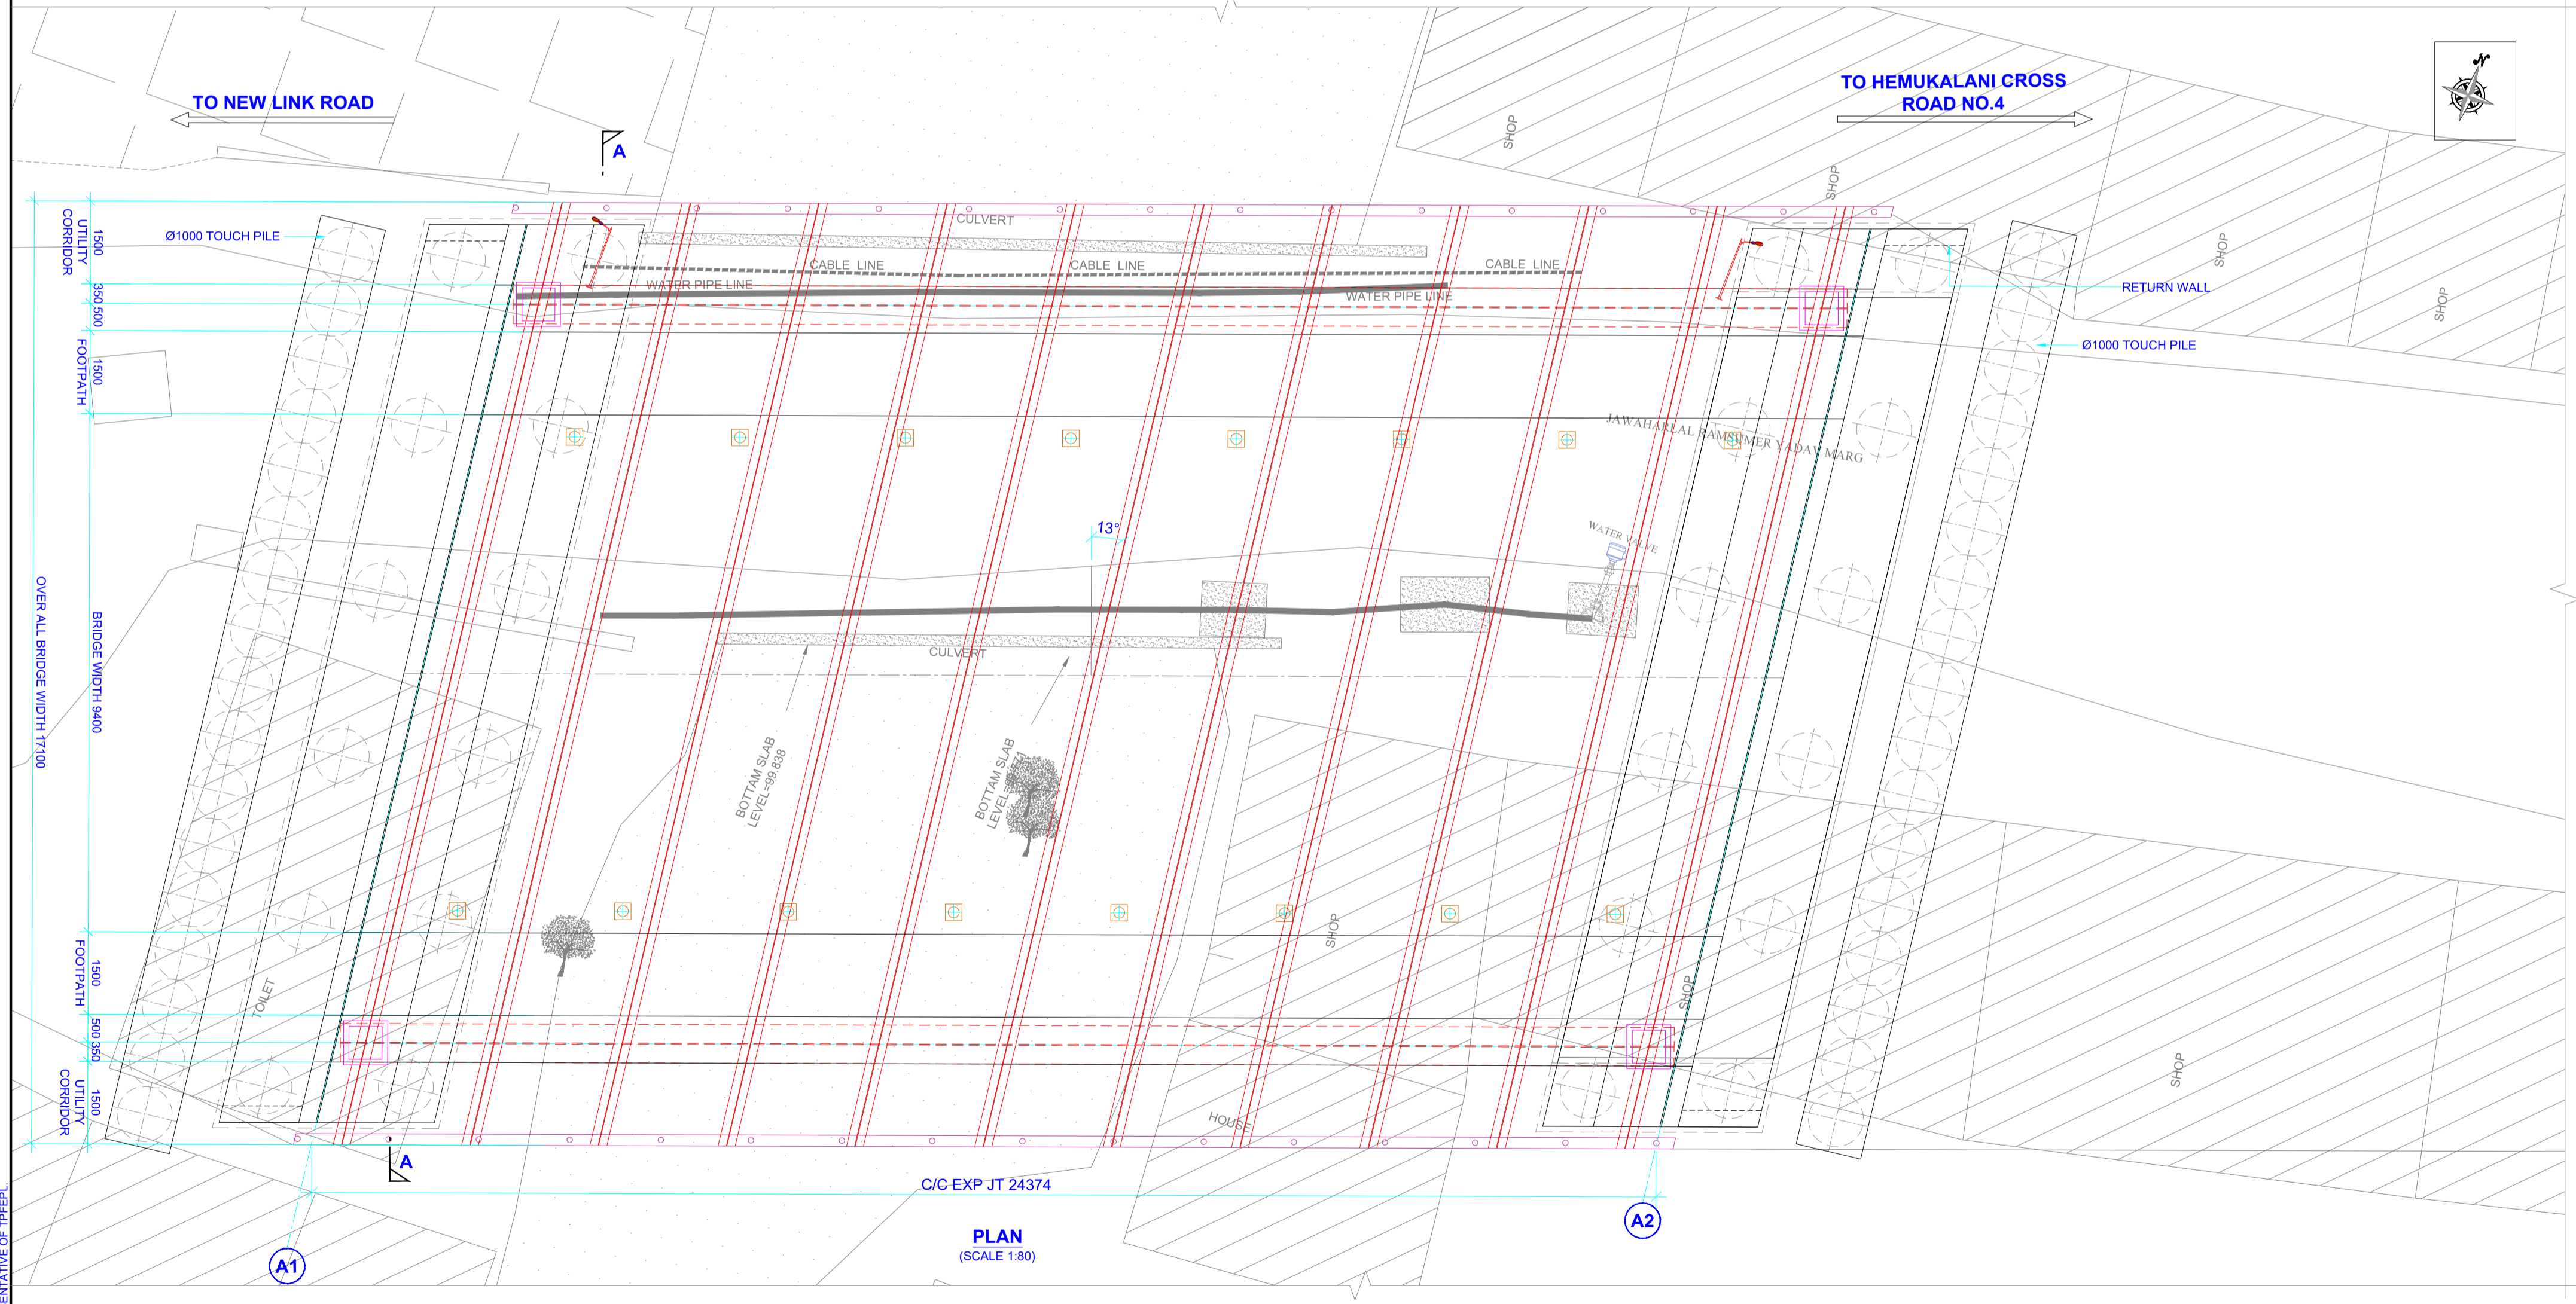 TO NEW LINK ROAD
TO HEMUKALANI CROSS
ROAD NO.4
N
A
SHOP
SHOP
SHOP
SHOP
1500
UTILITY
CORRIDOR
Ø1000 TOUCH PILE
CULVERT
CABLE LINE
CABLE LINE
CABLE LINE
WATER PIPE LINE
WATER PIPE LINE
RETURN WALL
350
500
Ø1000 TOUCH PILE
1500
FOOTPATH
JAWAHARLAL RAMSUMER YADAV MARG
13°
WATER VALVE
OVER ALL BRIDGE WIDTH 17100
BRIDGE WIDTH 9400
CULVERT
BOTTAM SLAB
LEVEL=99.838
BOTTAM SLAB
SHOP
1500
FOOTPATH
TOILET
SHOP
500
350
SHOP
1500
UTILITY
CORRIDOR
HOUSE
A
C/C EXP JT 24374
A1
A2
PLAN
(SCALE 1:80)
ENTATIVE OF TPFEPL.